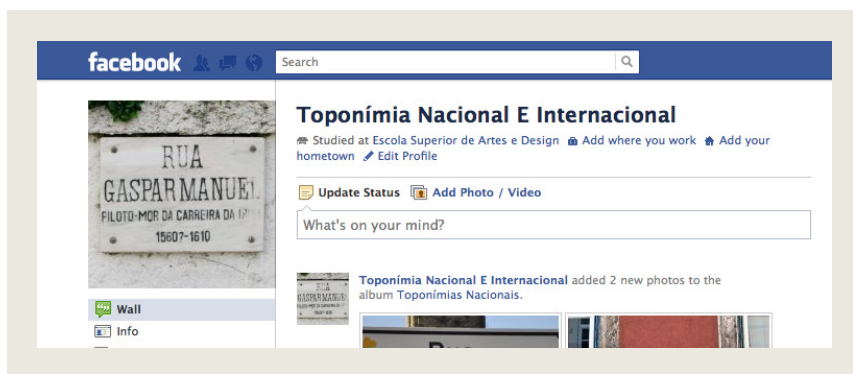 facebook
Search
RUA
GASPAR MANUEL
PILOTO-MOR DA CARREIRA DA
1560?-1610
Toponímia Nacional E Internacional
Studied at Escola Superior de Artes e Design Add where you work Add your
hometown Edit Profile
Update Status Add Photo / Video
What's on your mind?
Toponímia Nacional E Internacional added 2 new photos to the
album Toponímias Nacionais.
Wall
Info